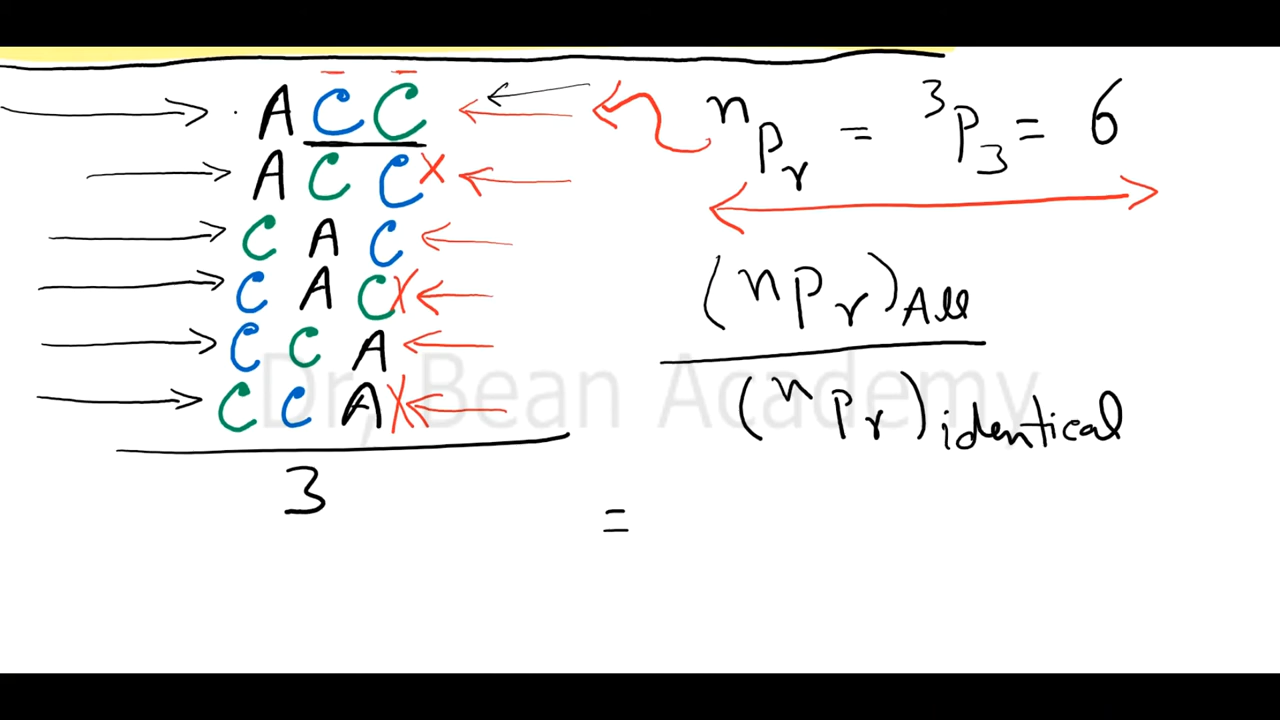 A C C
A C C x
C A C
C A C x
C C A
C C A x
3
nPr = 3P3 = 6
(nPr)All
(nPr)identical
=
Dr. Bean Academy